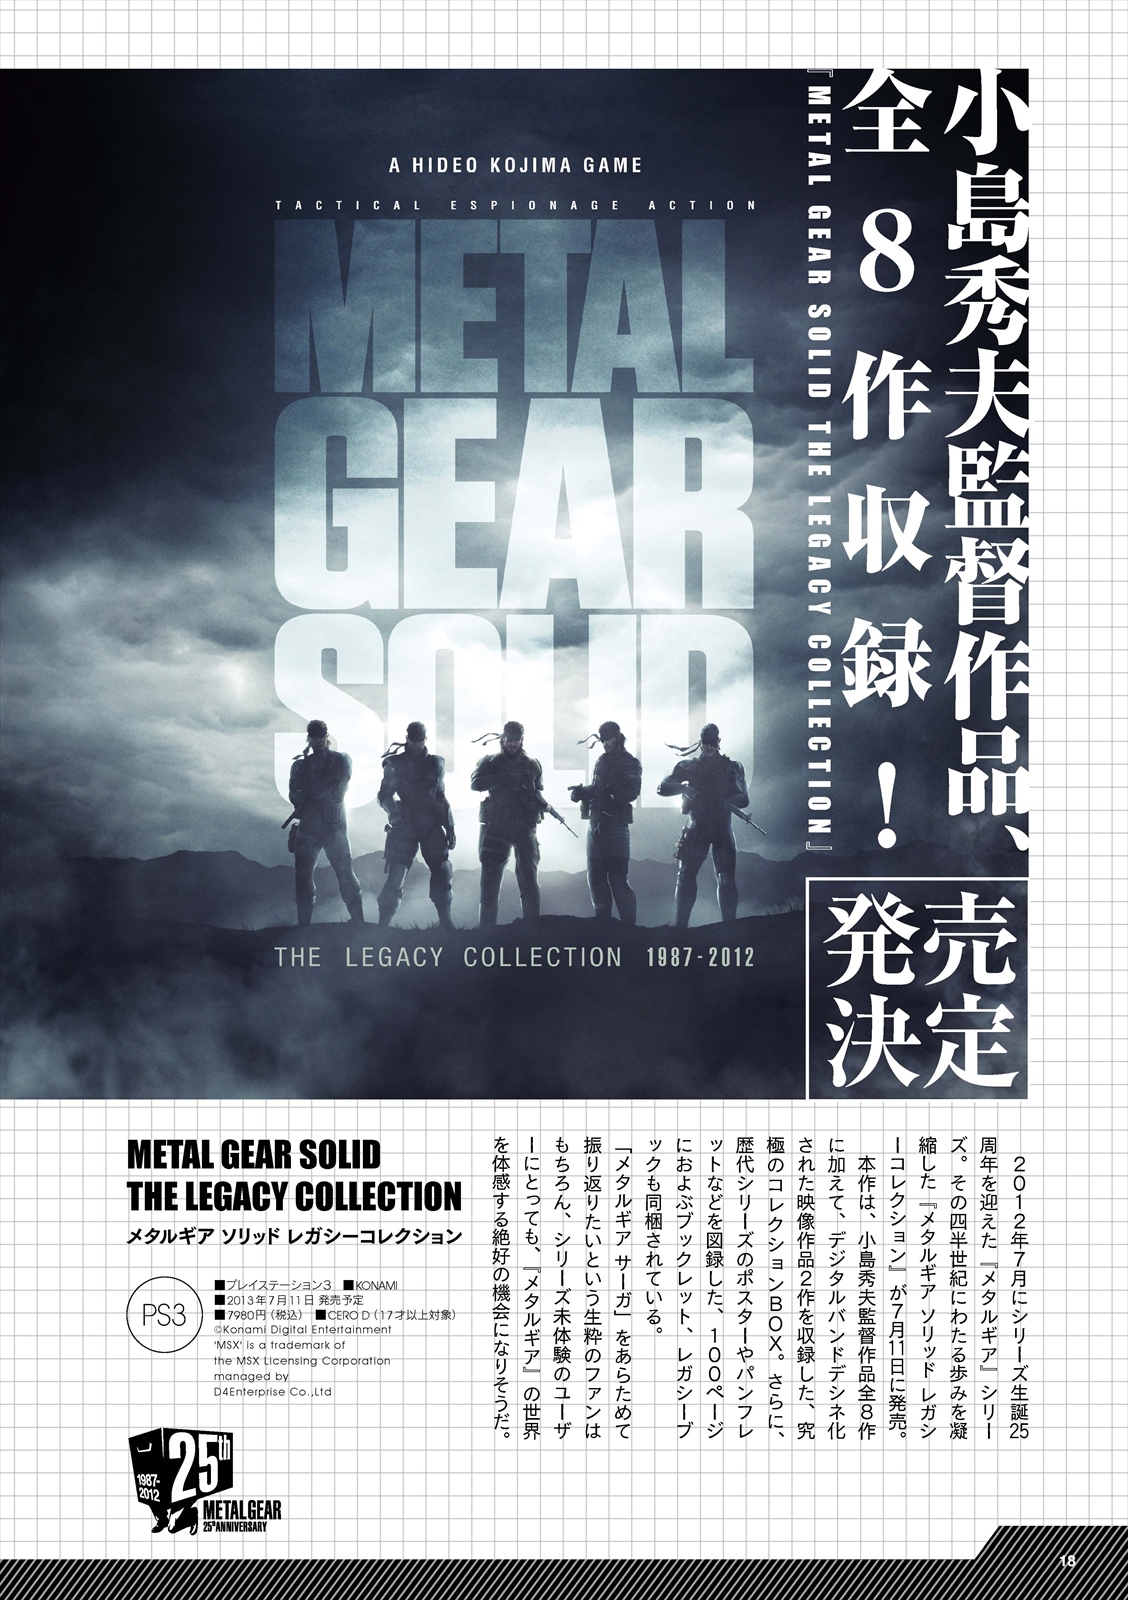 小島秀夫監督作品、
全8作収録!
『METAL GEAR SOLID THE LEGACY COLLECTION』
発売
決定
A HIDEO KOJIMA GAME
TACTICAL ESPIONAGE ACTION
METAL
GEAR
SOLID
THE LEGACY COLLECTION 1987-2012
2012年7月にシリーズ生誕25
周年を迎えた『メタルギア』シリー
ズ。その四半世紀にわたる歩みを凝
縮した『メタルギア ソリッド レガシ
ーコレクション』が7月11日に発売。
本作は、小島秀夫監督作品全8作
に加えて、デジタルバンドデシネ化
された映像作品2作を収録した、究
極のコレクションBOX。さらに、
歴代シリーズのポスターやパンフレ
ットなどを図録した、100ページ
におよぶブックレット、レガシーブ
ックも同梱されている。
「メタルギア サーガ」をあらためて
振り返りたいという生粋のファンは
もちろん、シリーズ未体験のユーザ
ーにとっても、『メタルギア』の世界
を体感する絶好の機会になりそうだ。
METAL GEAR SOLID
THE LEGACY COLLECTION
メタルギア ソリッド レガシーコレクション
PS3
■プレイステーション3 ■KONAMI
■2013年7月11日 発売予定
■7980円(税込) ■CERO D(17才以上対象)
©Konami Digital Entertainment
'MSX' is a trademark of
the MSX Licensing Corporation
managed by
D4Enterprise Co.,Ltd
1987-
2012
25th
METAL GEAR
25th ANNIVERSARY
18